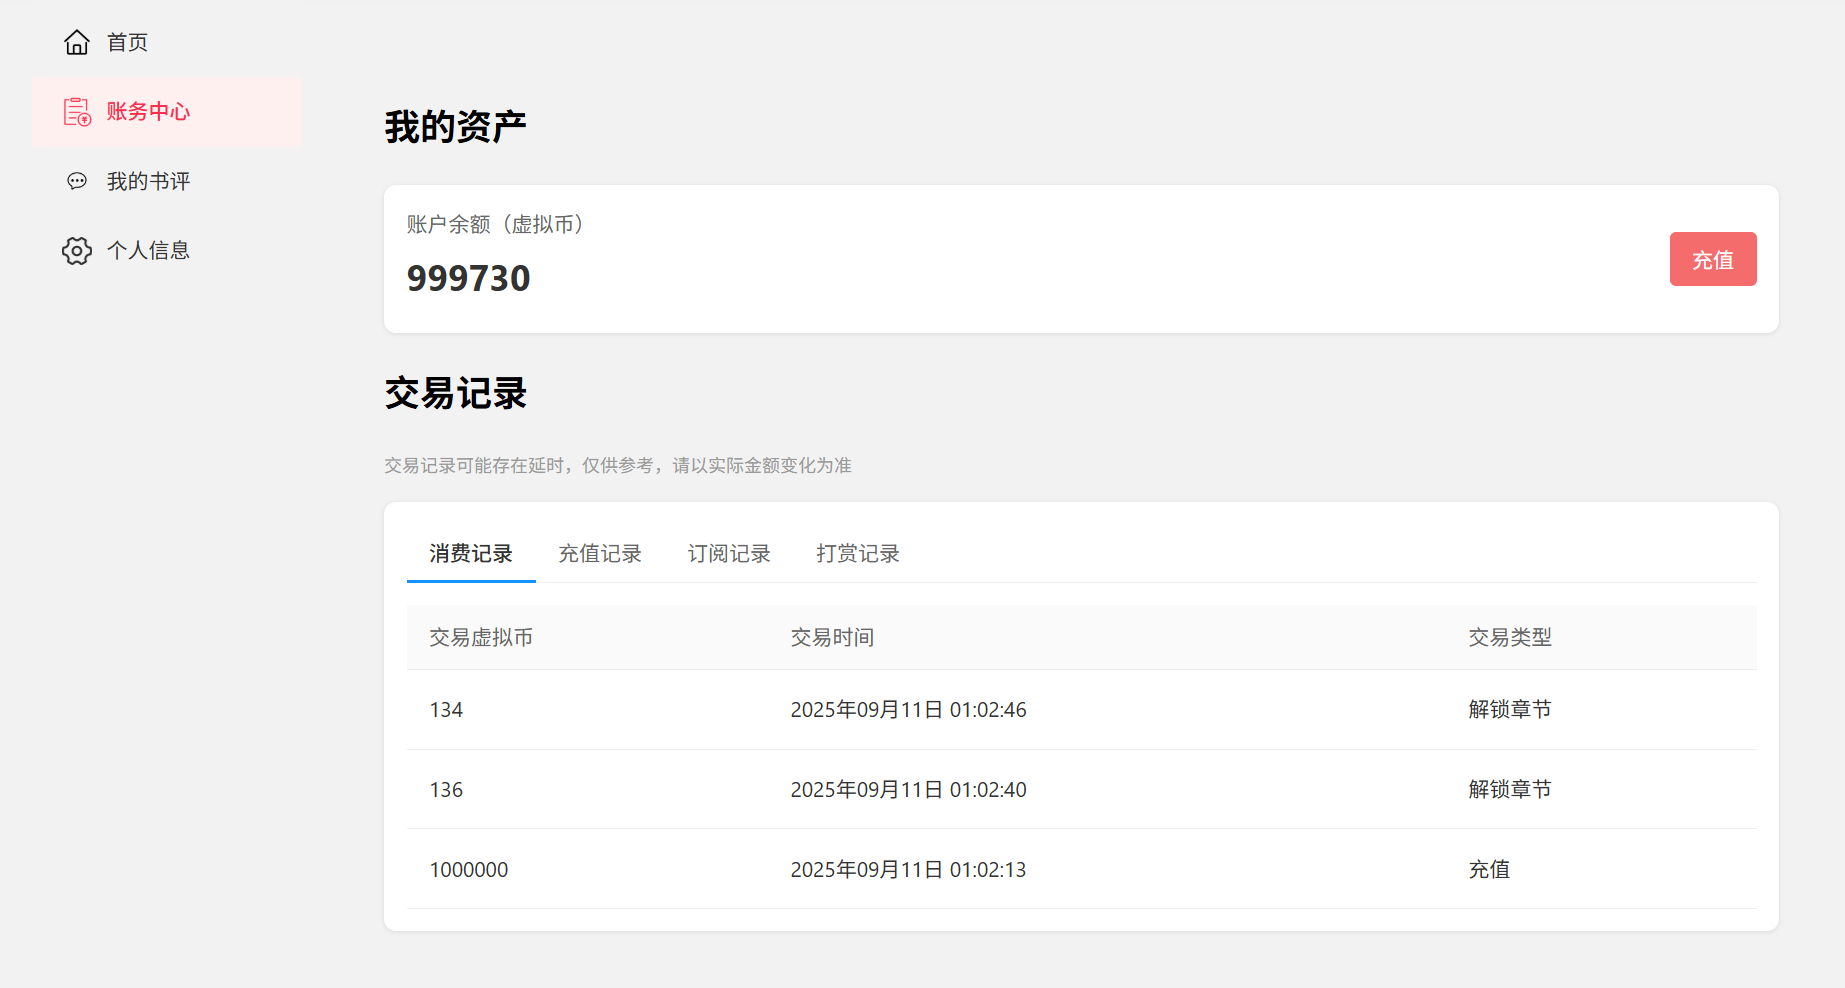 首页
账务中心
我的书评
个人信息
我的资产
账户余额（虚拟币）
999730
充值
交易记录
交易记录可能存在延时，仅供参考，请以实际金额变化为准
消费记录 充值记录 订阅记录 打赏记录
交易虚拟币 交易时间 交易类型
134 2025年09月11日 01:02:46 解锁章节
136 2025年09月11日 01:02:40 解锁章节
1000000 2025年09月11日 01:02:13 充值